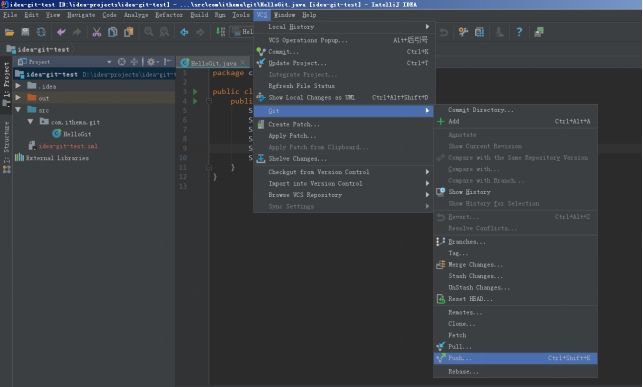 idea-git-test [D:\idea-projects\idea-git-test] - ...\src\com\itheima\git\HelloGit.java [idea-git-test] - IntelliJ IDEA
File Edit View Navigate Code Analyze Refactor Build Run Tools VCS Window Help
idea-git-test
Project
idea-git-test D:\idea-projects\idea-git-t
.idea
out
src
com.itheima.git
HelloGit
idea-git-test.iml
External Libraries
1: Project
2: Structure
HelloGit.java
1 package c
2
3 public cl
4 publi
5 S
6 S
7 S
8 S
9 S
10 S
11 }
12 }
13
Local History
VCS Operations Popup... Alt+后引号
Commit... Ctrl+K
Update Project... Ctrl+T
Integrate Project...
Refresh File Status
Show Local Changes as UML Ctrl+Alt+Shift+D
Git
Create Patch...
Apply Patch...
Apply Patch from Clipboard...
Shelve Changes...
Checkout from Version Control
Import into Version Control
Browse VCS Repository
Sync Settings
Commit Directory...
Add Ctrl+Alt+A
Annotate
Show Current Revision
Compare with the Same Repository Version
Compare with...
Compare with Branch...
Show History
Show History for Selection
Revert... Ctrl+Alt+Z
Resolve Conflicts...
Branches...
Tag...
Merge Changes...
Stash Changes...
UnStash Changes...
Reset HEAD...
Remotes...
Clone...
Fetch
Pull...
Push... Ctrl+Shift+K
Rebase...